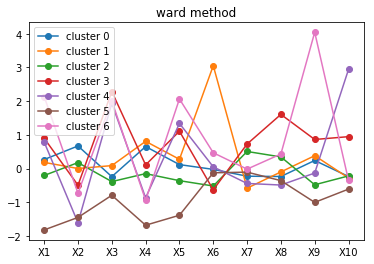 ward method
4
3
2
1
0
−1
−2
cluster 0
cluster 1
cluster 2
cluster 3
cluster 4
cluster 5
cluster 6
X1 X2 X3 X4 X5 X6 X7 X8 X9 X10